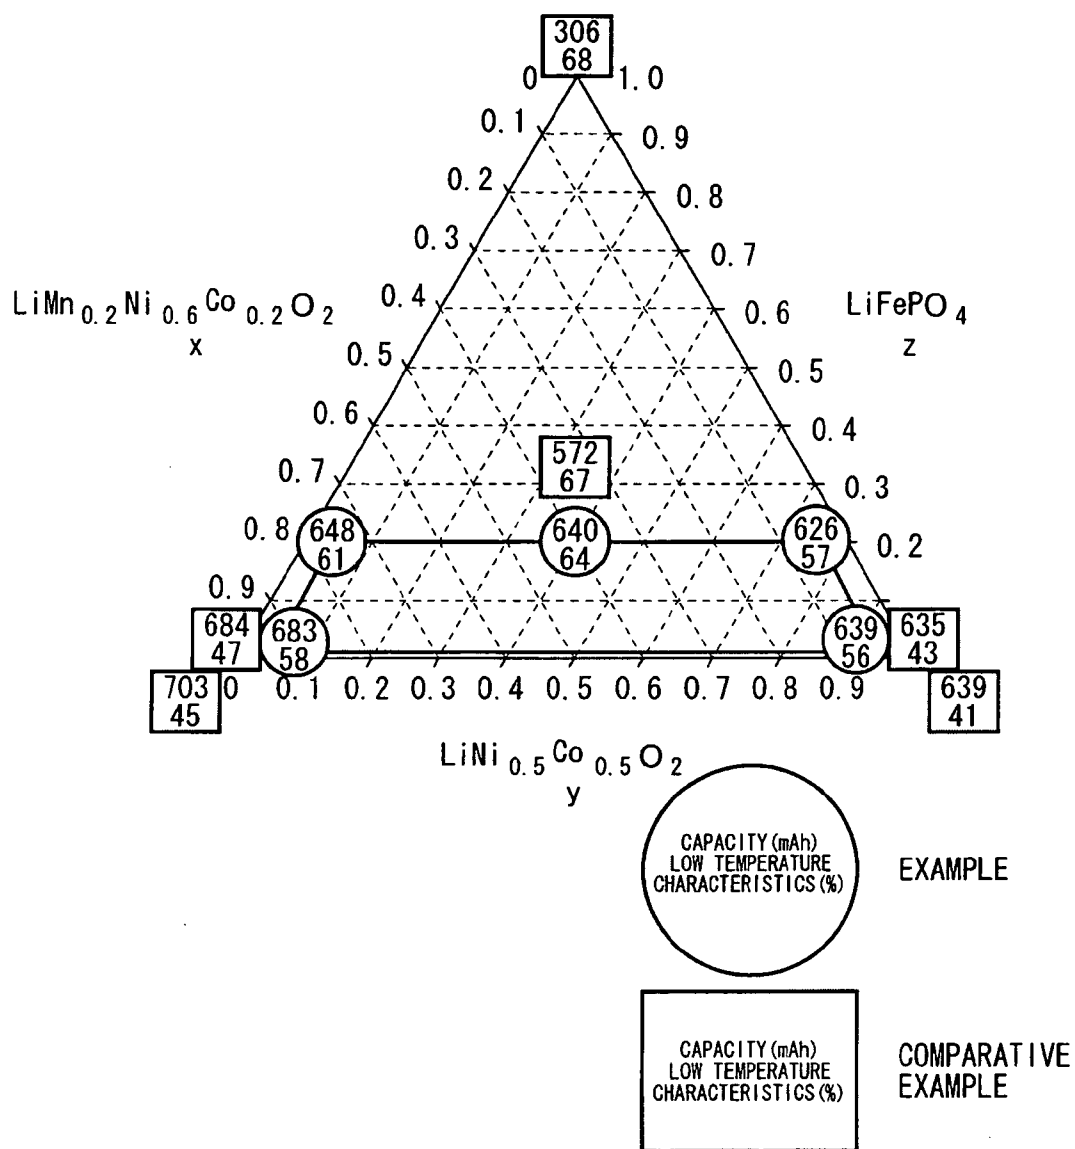 306
68
0 1.0
0.1 0.9
0.2 0.8
0.3 0.7
LiMn0.2Ni0.6Co0.2O2
x
0.4 0.6
LiFePO4
z
0.5 0.5
0.6 0.4
572
67
0.7 0.3
0.8 0.2
648
61
640
64
626
57
0.9
684
47
683
58
639
56
635
43
703
45
0 0.1 0.2 0.3 0.4 0.5 0.6 0.7 0.8 0.9
639
41
LiNi0.5Co0.5O2
y
CAPACITY(mAh)
LOW TEMPERATURE
CHARACTERISTICS(%)
EXAMPLE
CAPACITY(mAh)
LOW TEMPERATURE
CHARACTERISTICS(%)
COMPARATIVE
EXAMPLE